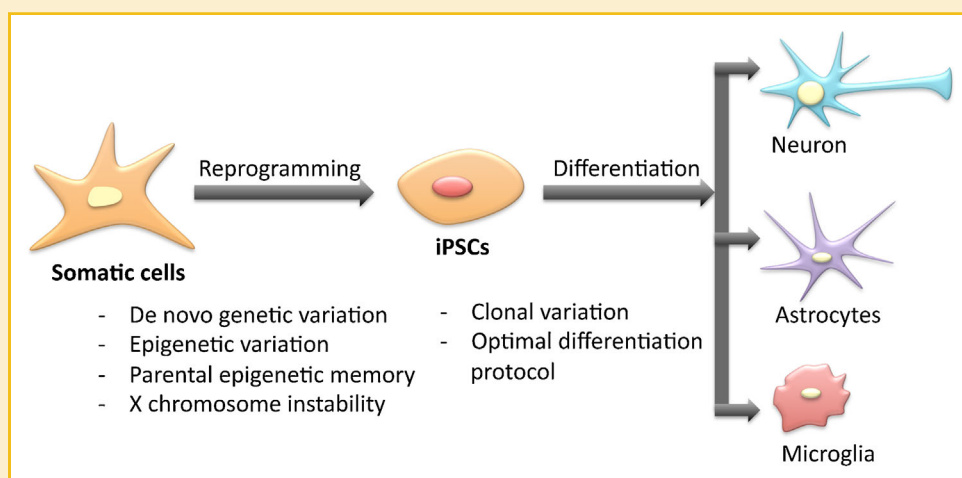 Reprogramming
Differentiation
Somatic cells
iPSCs
- De novo genetic variation
- Epigenetic variation
- Parental epigenetic memory
- X chromosome instability
- Clonal variation
- Optimal differentiation
protocol
Neuron
Astrocytes
Microglia